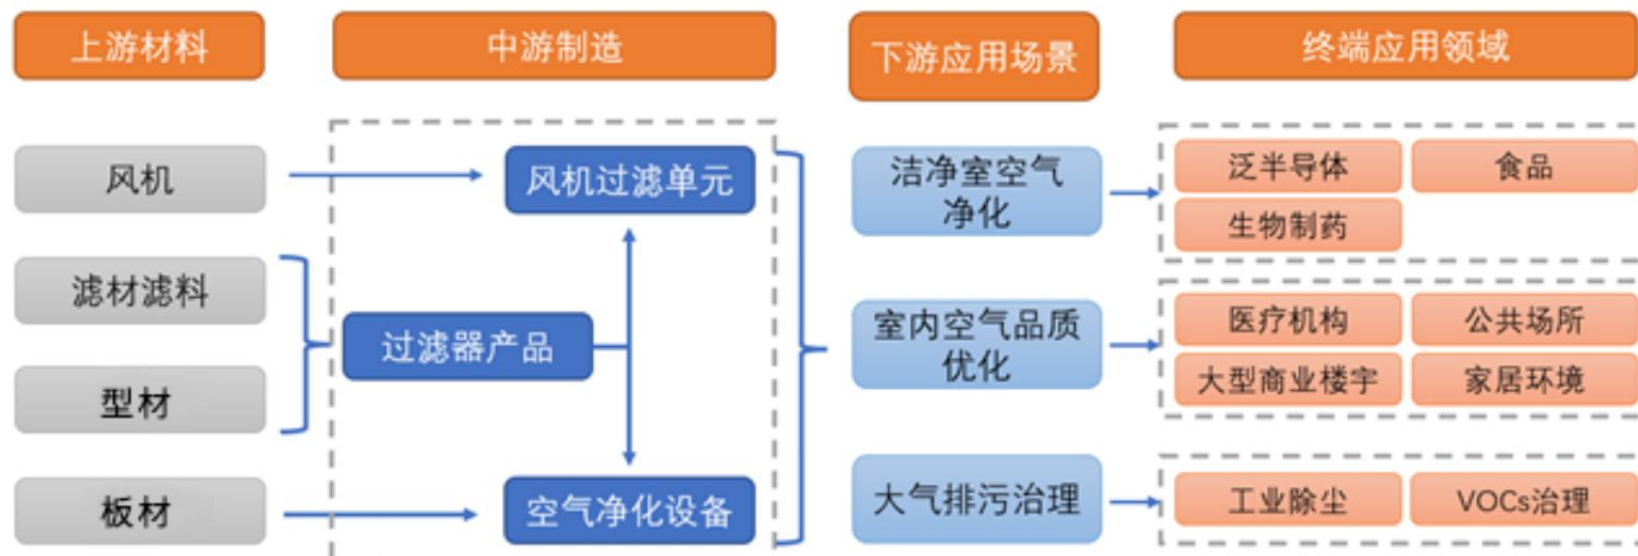 上游材料
中游制造
下游应用场景
终端应用领域
风机
滤材滤料
型材
板材
风机过滤单元
过滤器产品
空气净化设备
洁净室空气
净化
室内空气品质
优化
大气排污治理
泛半导体
食品
生物制药
医疗机构
公共场所
大型商业楼宇
家居环境
工业除尘
VOCs治理